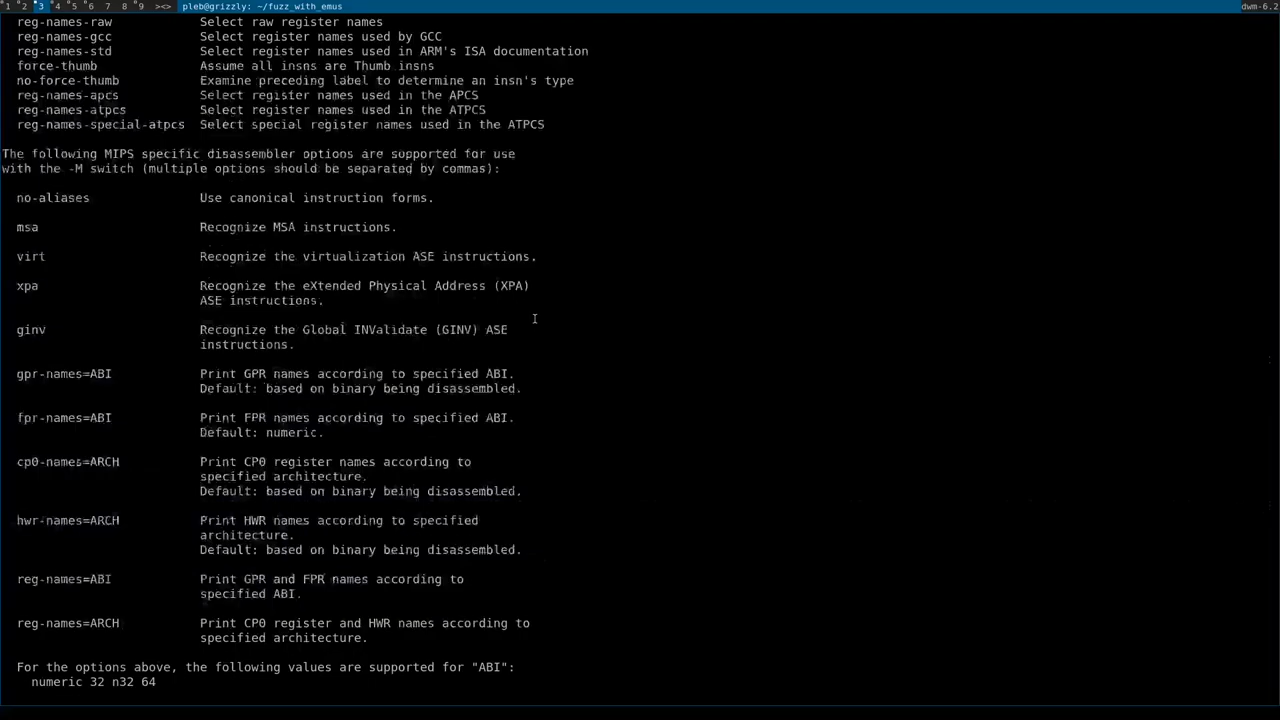 1 2 3 4 5 6 7 8 9 ><> pleb@grizzly: ~/fuzz_with_emus dwm-6.2
reg-names-raw Select raw register names
reg-names-gcc Select register names used by GCC
reg-names-std Select register names used in ARM's ISA documentation
force-thumb Assume all insns are Thumb insns
no-force-thumb Examine preceding label to determine an insn's type
reg-names-apcs Select register names used in the APCS
reg-names-atpcs Select register names used in the ATPCS
reg-names-special-atpcs Select special register names used in the ATPCS
The following MIPS specific disassembler options are supported for use
with the -M switch (multiple options should be separated by commas):
no-aliases Use canonical instruction forms.
msa Recognize MSA instructions.
virt Recognize the virtualization ASE instructions.
xpa Recognize the eXtended Physical Address (XPA)
ASE instructions.
ginv Recognize the Global INValidate (GINV) ASE
instructions.
gpr-names=ABI Print GPR names according to specified ABI.
Default: based on binary being disassembled.
fpr-names=ABI Print FPR names according to specified ABI.
Default: numeric.
cp0-names=ARCH Print CP0 register names according to
specified architecture.
Default: based on binary being disassembled.
hwr-names=ARCH Print HWR names according to specified
architecture.
Default: based on binary being disassembled.
reg-names=ABI Print GPR and FPR names according to
specified ABI.
reg-names=ARCH Print CP0 register and HWR names according to
specified architecture.
For the options above, the following values are supported for "ABI":
numeric 32 n32 64